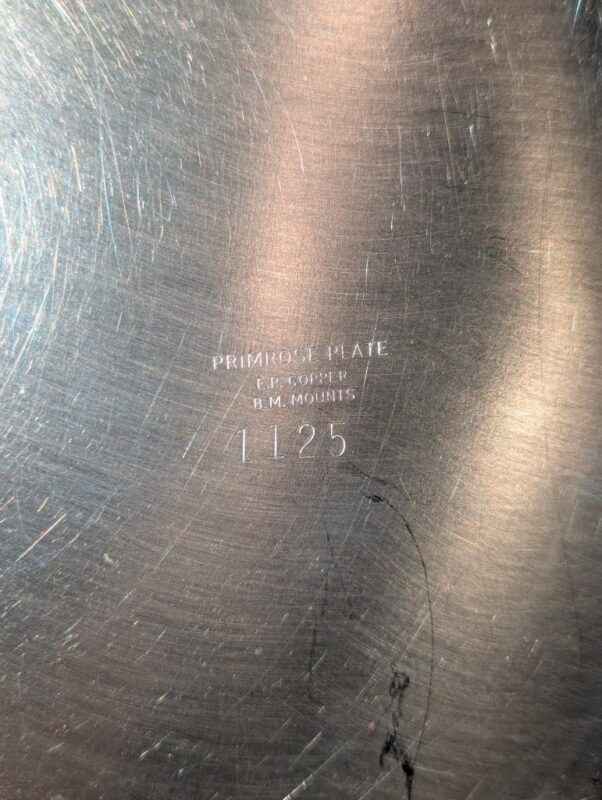 PRIMROSE PLATE
E.P. COPPER
B.M. MOUNTS
1125